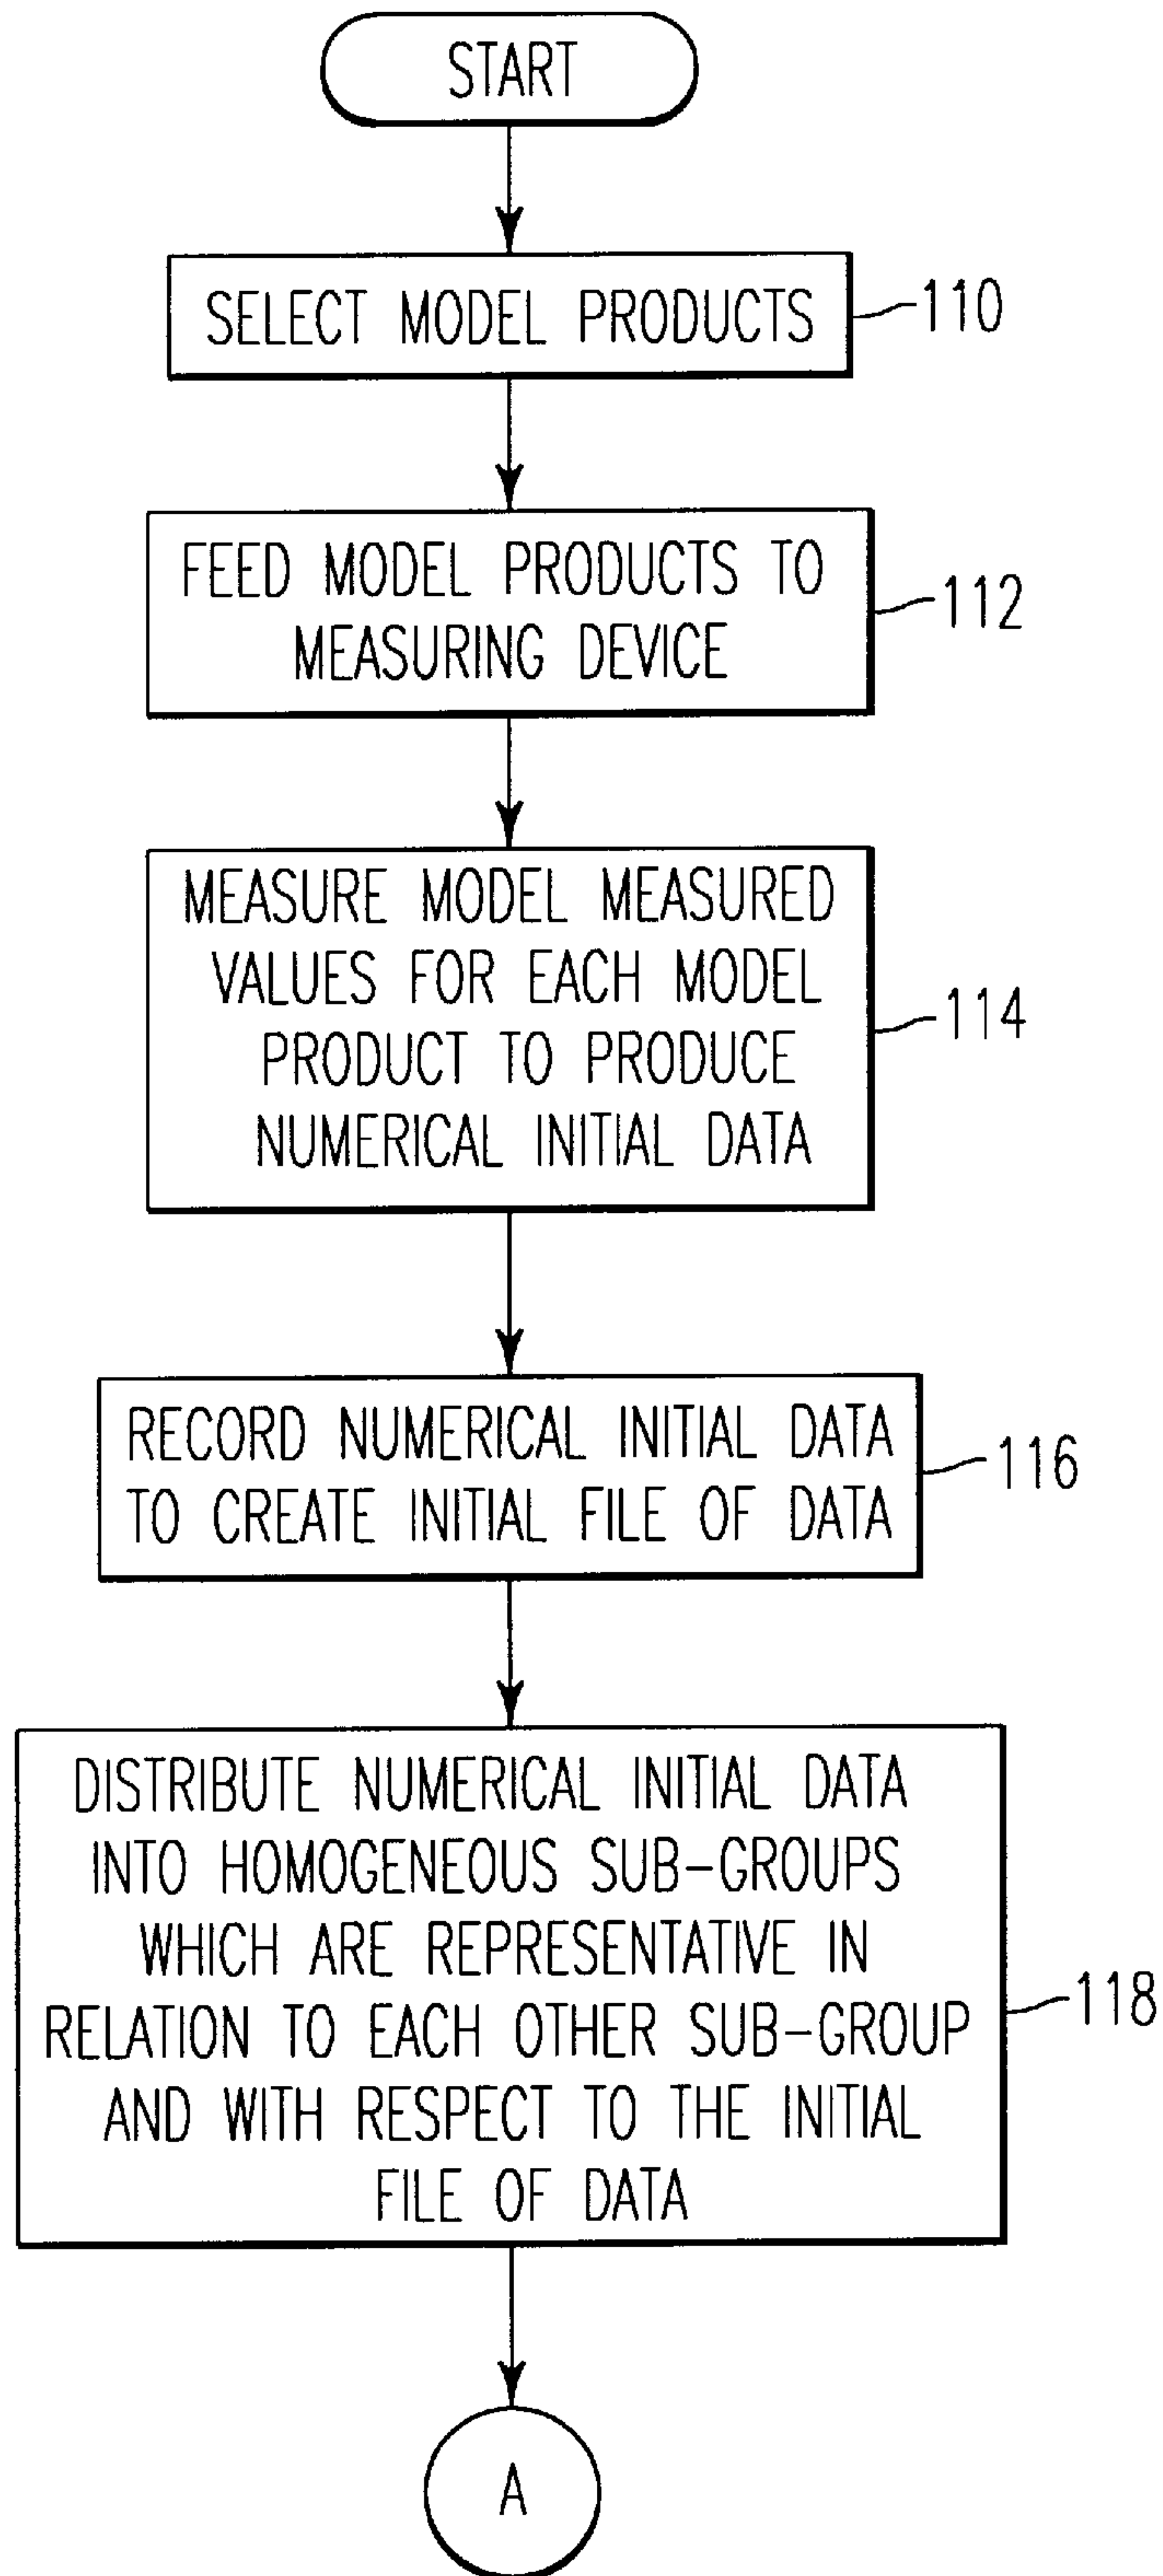 START
SELECT MODEL PRODUCTS
110
FEED MODEL PRODUCTS TO
MEASURING DEVICE
112
MEASURE MODEL MEASURED
VALUES FOR EACH MODEL
PRODUCT TO PRODUCE
NUMERICAL INITIAL DATA
114
RECORD NUMERICAL INITIAL DATA
TO CREATE INITIAL FILE OF DATA
116
DISTRIBUTE NUMERICAL INITIAL DATA
INTO HOMOGENEOUS SUB-GROUPS
WHICH ARE REPRESENTATIVE IN
RELATION TO EACH OTHER SUB-GROUP
AND WITH RESPECT TO THE INITIAL
FILE OF DATA
118
A